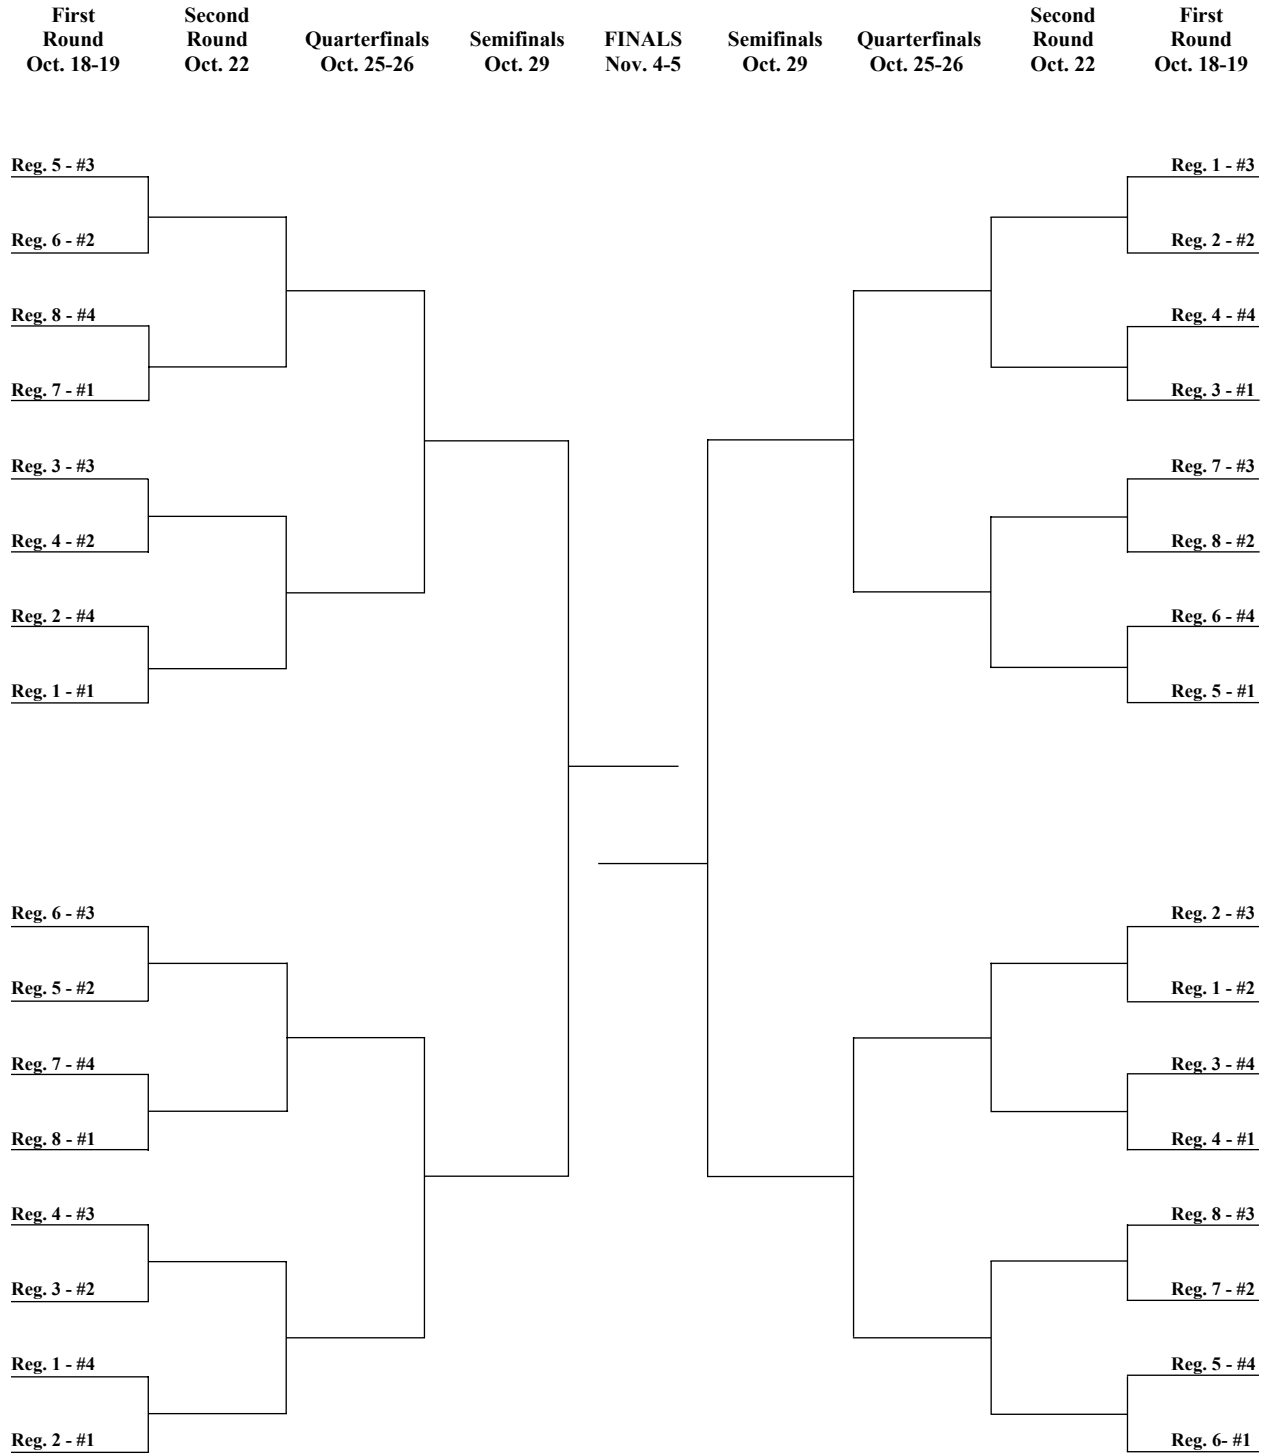 First Second Second First
Round Round Quarterfinals Semifinals FINALS Semifinals Quarterfinals Round Round
Oct. 18-19 Oct. 22 Oct. 25-26 Oct. 29 Nov. 4-5 Oct. 29 Oct. 25-26 Oct. 22 Oct. 18-19
Reg. 5 - #3 Reg. 1 - #3
Reg. 6 - #2 Reg. 2 - #2
Reg. 8 - #4 Reg. 4 - #4
Reg. 7 - #1 Reg. 3 - #1
Reg. 3 - #3 Reg. 7 - #3
Reg. 4 - #2 Reg. 8 - #2
Reg. 2 - #4 Reg. 6 - #4
Reg. 1 - #1 Reg. 5 - #1
Reg. 6 - #3 Reg. 2 - #3
Reg. 5 - #2 Reg. 1 - #2
Reg. 7 - #4 Reg. 3 - #4
Reg. 8 - #1 Reg. 4 - #1
Reg. 4 - #3 Reg. 8 - #3
Reg. 3 - #2 Reg. 7 - #2
Reg. 1 - #4 Reg. 5 - #4
Reg. 2 - #1 Reg. 6- #1